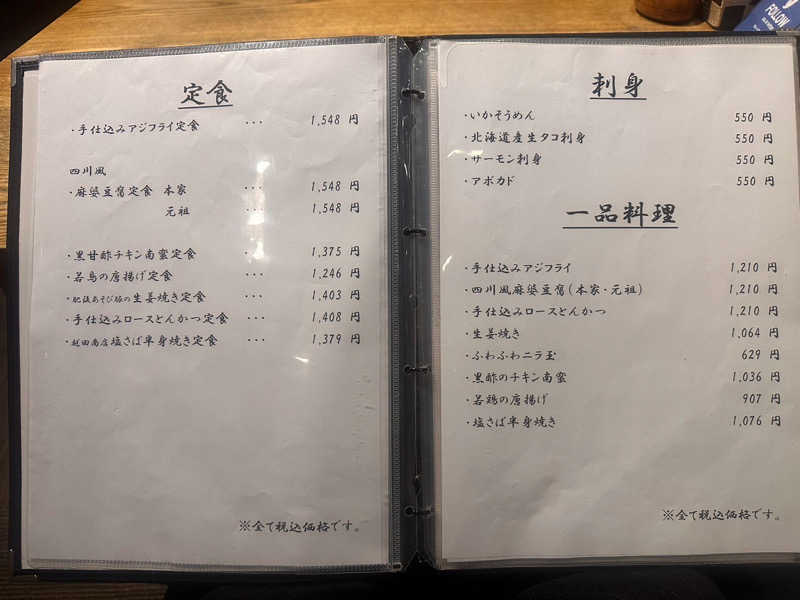 定食
・手仕込みアジフライ定食 ··· 1,548 円
四川風
・麻婆豆腐定食 本家 ··· 1,548 円
元祖 ··· 1,548 円
・黒甘酢チキン南蛮定食 ··· 1,375 円
・若鳥の唐揚げ定食 ··· 1,246 円
・肥後あそび豚の生姜焼き定食 ··· 1,403 円
・手仕込みロースとんかつ定食 ··· 1,408 円
・越田商店塩さば半身焼き定食 ··· 1,379 円
※全て税込価格です。
刺身
・いかそうめん 550 円
・北海道産生タコ刺身 550 円
・サーモン刺身 550 円
・アボカド 550 円
一品料理
・手仕込みアジフライ 1,210 円
・四川風麻婆豆腐(本家・元祖) 1,210 円
・手仕込みロースとんかつ 1,210 円
・生姜焼き 1,064 円
・ふわふわニラ玉 629 円
・黒酢のチキン南蛮 1,036 円
・若鶏の唐揚げ 907 円
・塩さば半身焼き 1,076 円
※全て税込価格です。
FOLLOW